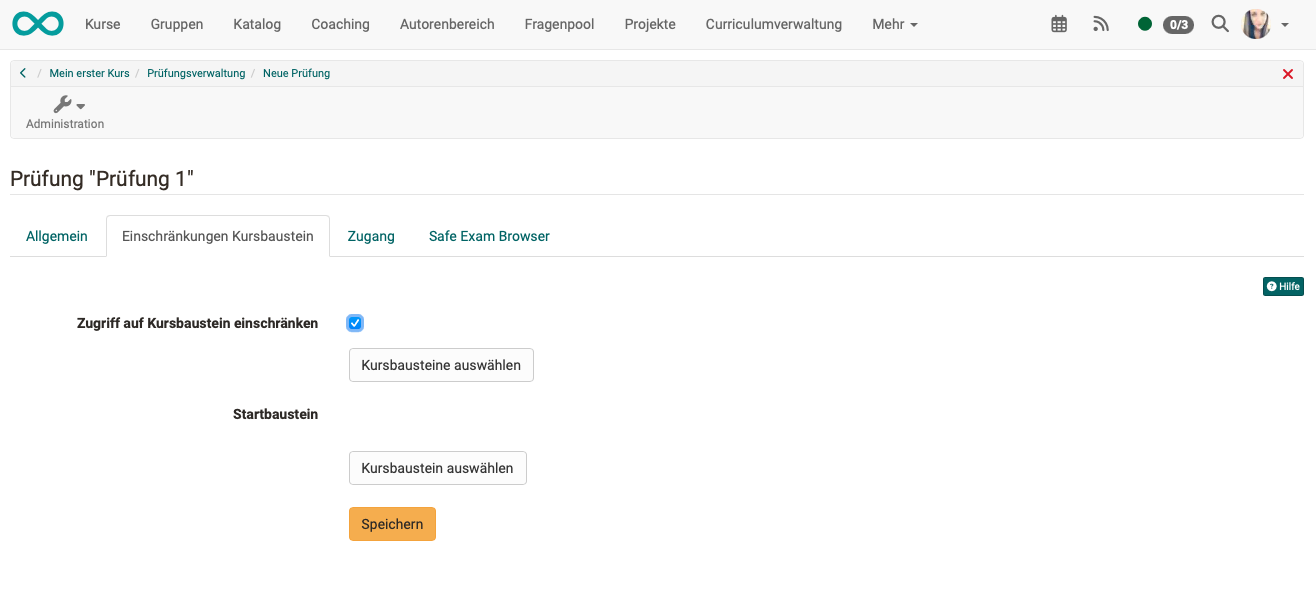 Kurse Gruppen Katalog Coaching Autorenbereich Fragenpool Projekte Curriculumverwaltung Mehr 0/3
/ Mein erster Kurs / Prüfungsverwaltung / Neue Prüfung
Administration
Prüfung "Prüfung 1"
Allgemein Einschränkungen Kursbaustein Zugang Safe Exam Browser
Hilfe
Zugriff auf Kursbaustein einschränken
Kursbausteine auswählen
Startbaustein
Kursbaustein auswählen
Speichern